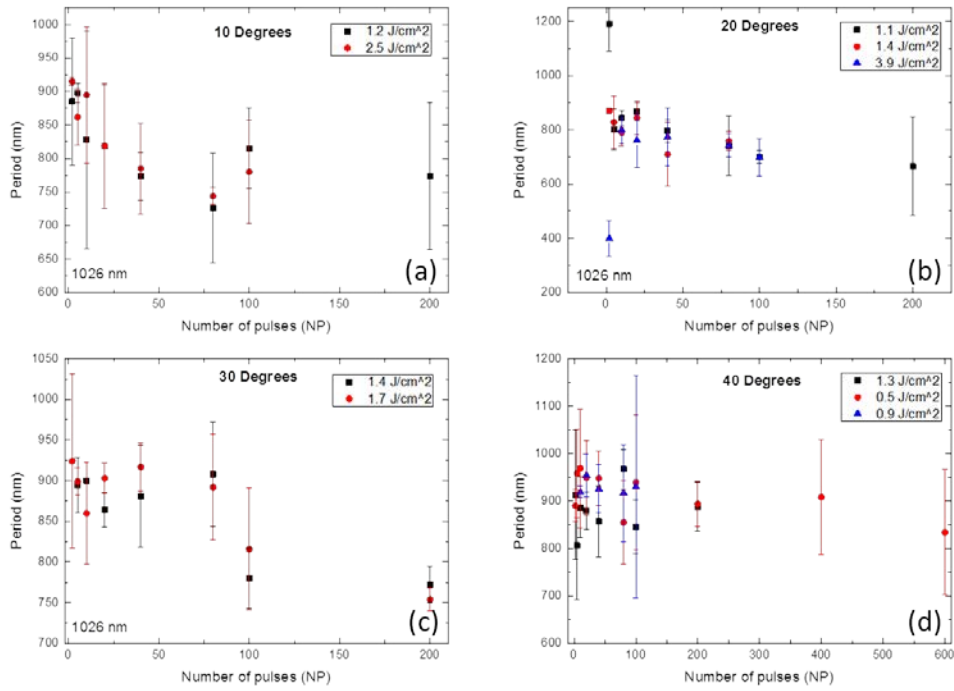 10 Degrees
1.2 J/cm^2
2.5 J/cm^2
1000
950
900
850
800
750
700
650
600
Period (nm)
1026 nm
(a)
0
50
100
150
200
Number of pulses (NP)
20 Degrees
1.1 J/cm^2
1.4 J/cm^2
3.9 J/cm^2
1200
1000
800
600
400
200
Period (nm)
1026 nm
(b)
0
50
100
150
200
Number of pulses (NP)
30 Degrees
1.4 J/cm^2
1.7 J/cm^2
1050
1000
950
900
850
800
750
700
Period (nm)
1026 nm
(c)
0
50
100
150
200
Number of pulses (NP)
40 Degrees
1.3 J/cm^2
0.5 J/cm^2
0.9 J/cm^2
1200
1100
1000
900
800
700
600
Period (nm)
(d)
0
100
200
300
400
500
600
Number of pulses (NP)